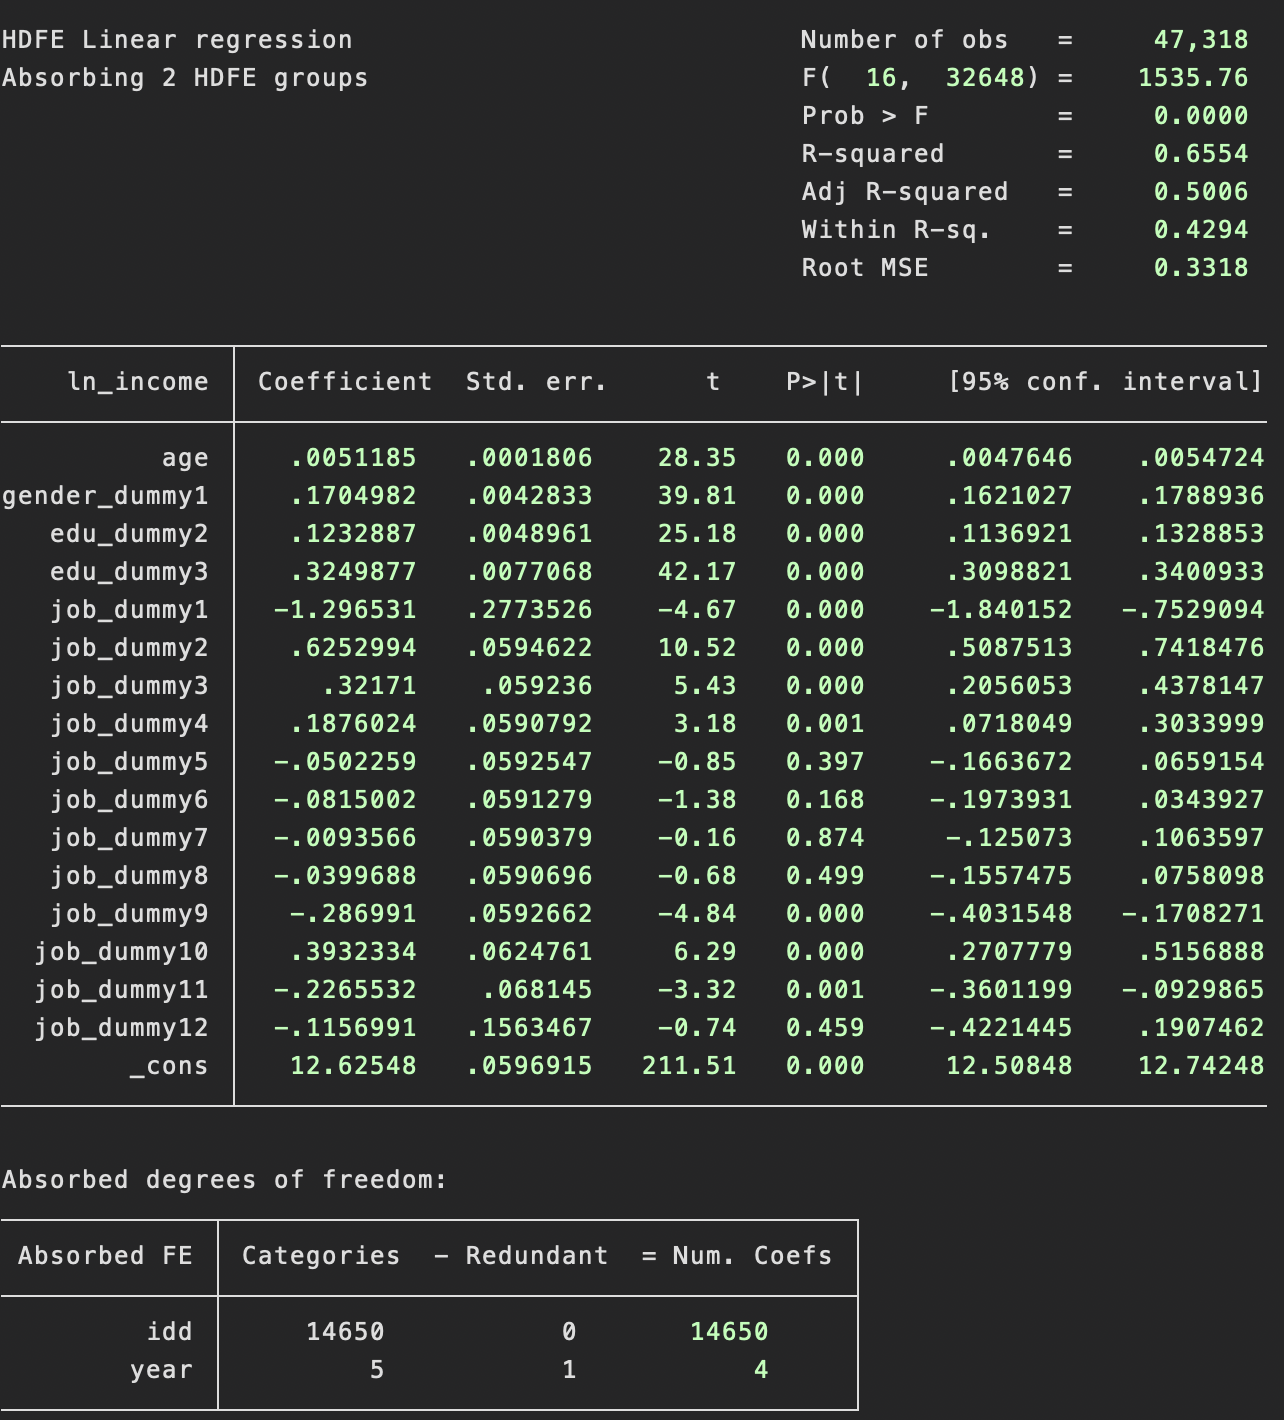 HDFE Linear regression Number of obs = 47,318
Absorbing 2 HDFE groups F( 16, 32648) = 1535.76
Prob > F = 0.0000
R-squared = 0.6554
Adj R-squared = 0.5006
Within R-sq. = 0.4294
Root MSE = 0.3318
ln_income Coefficient Std. err. t P>|t| [95% conf. interval]
age .0051185 .0001806 28.35 0.000 .0047646 .0054724
gender_dummy1 .1704982 .0042833 39.81 0.000 .1621027 .1788936
edu_dummy2 .1232887 .0048961 25.18 0.000 .1136921 .1328853
edu_dummy3 .3249877 .0077068 42.17 0.000 .3098821 .3400933
job_dummy1 -1.296531 .2773526 -4.67 0.000 -1.840152 -.7529094
job_dummy2 .6252994 .0594622 10.52 0.000 .5087513 .7418476
job_dummy3 .32171 .059236 5.43 0.000 .2056053 .4378147
job_dummy4 .1876024 .0590792 3.18 0.001 .0718049 .3033999
job_dummy5 -.0502259 .0592547 -0.85 0.397 -.1663672 .0659154
job_dummy6 -.0815002 .0591279 -1.38 0.168 -.1973931 .0343927
job_dummy7 -.0093566 .0590379 -0.16 0.874 -.125073 .1063597
job_dummy8 -.0399688 .0590696 -0.68 0.499 -.1557475 .0758098
job_dummy9 -.286991 .0592662 -4.84 0.000 -.4031548 -.1708271
job_dummy10 .3932334 .0624761 6.29 0.000 .2707779 .5156888
job_dummy11 -.2265532 .068145 -3.32 0.001 -.3601199 -.0929865
job_dummy12 -.1156991 .1563467 -0.74 0.459 -.4221445 .1907462
_cons 12.62548 .0596915 211.51 0.000 12.50848 12.74248
Absorbed degrees of freedom:
Absorbed FE Categories - Redundant = Num. Coefs
idd 14650 0 14650
year 5 1 4